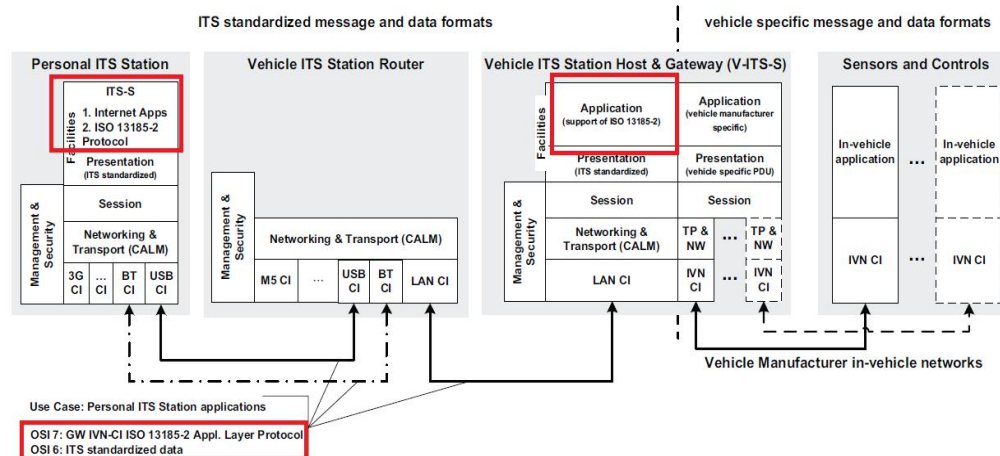 ITS standardized message and data formats
vehicle specific message and data formats
Personal ITS Station
Management & Security
Facilities
ITS-S
1. Internet Apps
2. ISO 13185-2
Protocol
Presentation
(ITS standardized)
Session
Networking &
Transport (CALM)
3G
CI
...
CI
BT
CI
USB
CI
Vehicle ITS Station Router
Management &
Security
Networking & Transport (CALM)
M5 CI
...
USB
CI
BT
CI
LAN CI
Vehicle ITS Station Host & Gateway (V-ITS-S)
Management &
Security
Facilities
Application
(support of ISO 13185-2)
Presentation
(ITS standardized)
Session
Networking &
Transport (CALM)
LAN CI
Application
(vehicle manufacturer
specific)
Presentation
(vehicle specific PDU)
Session
TP &
NW
...
TP &
NW
IVN
CI
...
IVN
CI
Sensors and Controls
In-vehicle
application
...
In-vehicle
application
IVN CI
...
IVN CI
Vehicle Manufacturer in-vehicle networks
Use Case: Personal ITS Station applications
OSI 7: GW IVN-CI ISO 13185-2 Appl. Layer Protocol
OSI 6: ITS standardized data